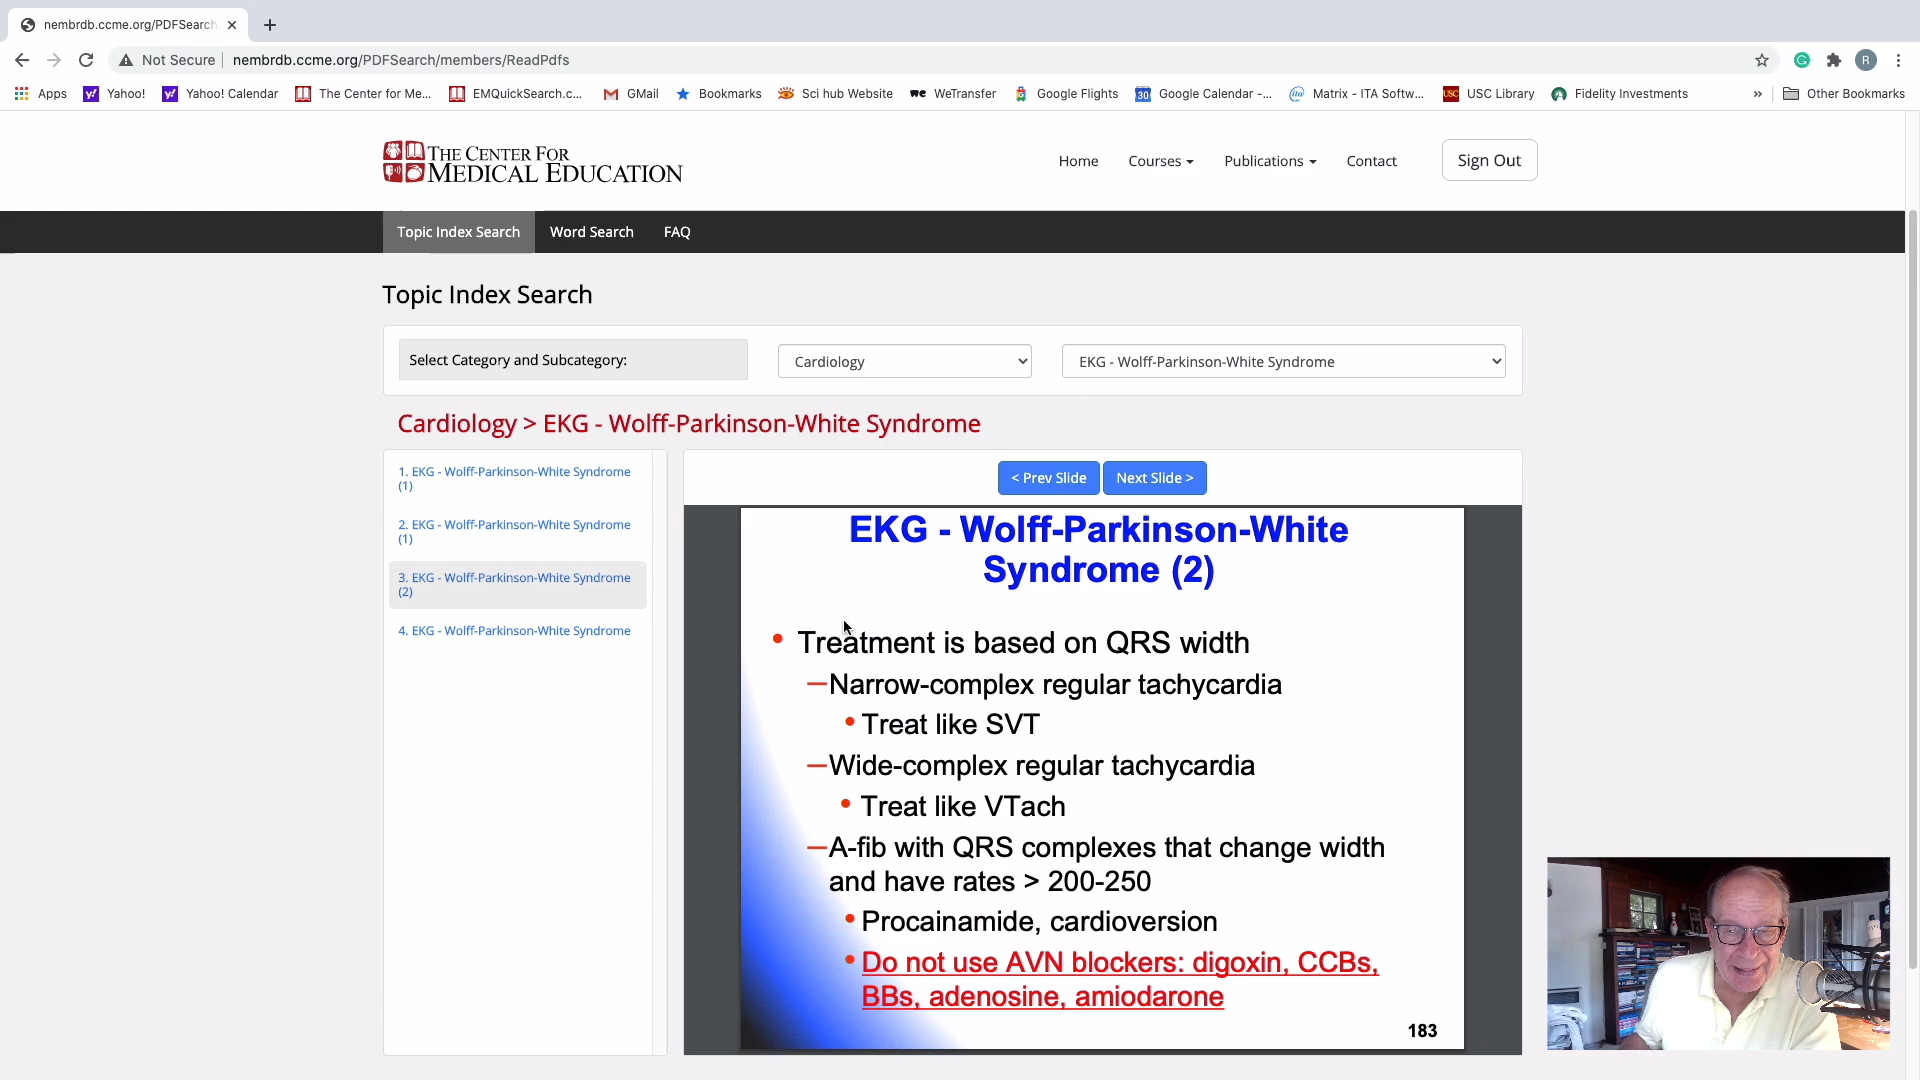 nembrdb.ccme.org/PDFSearch
Not Secure
nembrdb.ccme.org/PDFSearch/members/ReadPdfs
R
Apps
Yahoo!
Yahoo! Calendar
The Center for Me...
EMQuickSearch.c...
GMail
Bookmarks
Sci hub Website
WeTransfer
Google Flights
30
Google Calendar -...
ita
Matrix - ITA Softw...
USC
USC Library
Fidelity Investments
»
Other Bookmarks
THE CENTER FOR
MEDICAL EDUCATION
Home
Courses
Publications
Contact
Sign Out
Topic Index Search
Word Search
FAQ
Topic Index Search
Select Category and Subcategory:
Cardiology
EKG - Wolff-Parkinson-White Syndrome
Cardiology > EKG - Wolff-Parkinson-White Syndrome
1. EKG - Wolff-Parkinson-White Syndrome
(1)
2. EKG - Wolff-Parkinson-White Syndrome
(1)
3. EKG - Wolff-Parkinson-White Syndrome
(2)
4. EKG - Wolff-Parkinson-White Syndrome
< Prev Slide
Next Slide >
EKG - Wolff-Parkinson-White
Syndrome (2)
• Treatment is based on QRS width
–Narrow-complex regular tachycardia
• Treat like SVT
–Wide-complex regular tachycardia
• Treat like VTach
–A-fib with QRS complexes that change width
and have rates > 200-250
• Procainamide, cardioversion
• Do not use AVN blockers: digoxin, CCBs,
BBs, adenosine, amiodarone
183